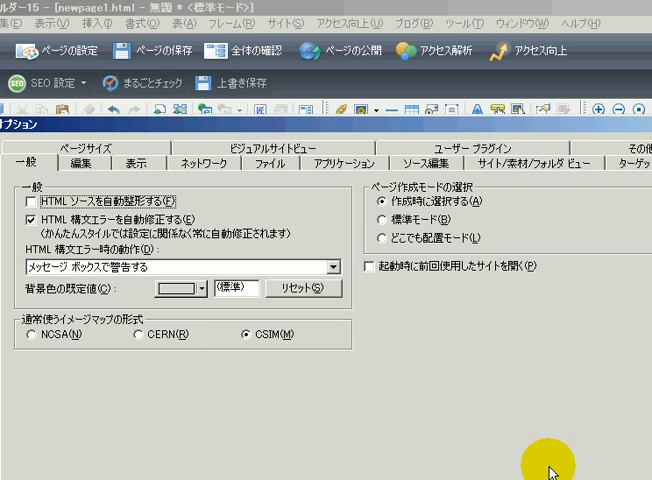 ルダー15 - [newpage1.html - 無題 * <標準モード>]
集(E) 表示(V) 挿入(I) 書式(O) 表(A) フレーム(R) サイト(S) アクセス向上(U) ブログ(B) ツール(T) ウィンドウ(W) ヘルプ(H)
ページの設定 ページの保存 全体の確認 ページの公開 アクセス解析 アクセス向上
SEO SEO 設定 まるごとチェック 上書き保存
オプション
ページサイズ ビジュアルサイトビュー ユーザー プラグイン その他
一般 編集 表示 ネットワーク ファイル アプリケーション ソース編集 サイト/素材/フォルダ ビュー ターゲッ
一般
HTML ソースを自動整形する(F)
HTML 構文エラーを自動修正する(E)
(かんたんスタイルでは設定に関係なく常に自動修正されます)
HTML 構文エラー時の動作(D) :
メッセージ ボックスで警告する
背景色の既定値(C) : (標準) リセット(S)
通常使うイメージマップの形式
NCSA(N) CERN(R) CSIM(M)
ページ作成モードの選択
作成時に選択する(A)
標準モード(B)
どこでも配置モード(L)
起動時に前回使用したサイトを開く(P)